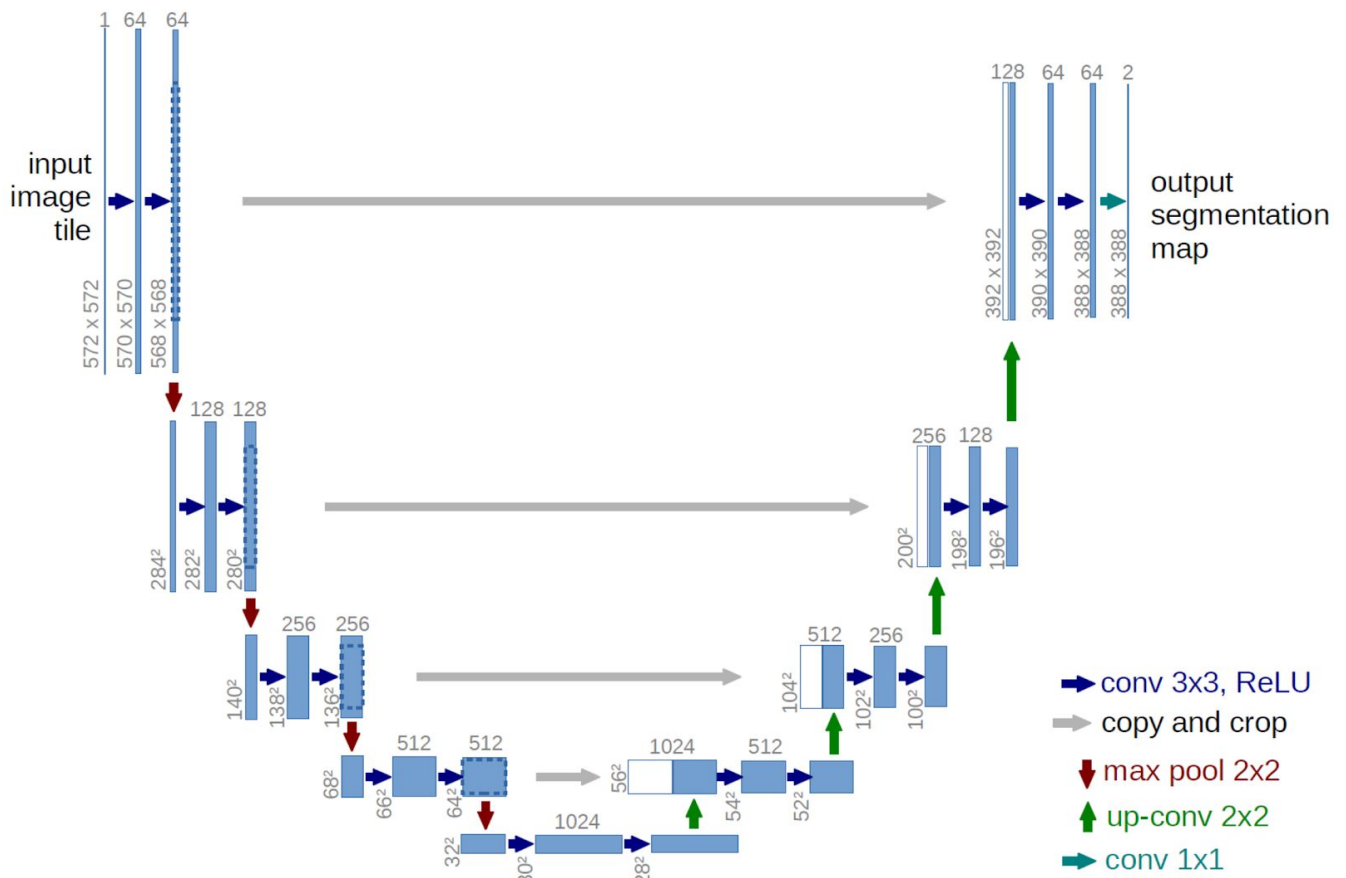 1 64 64
128 64 64 2
input
image
tile
output
segmentation
map
572 x 572
570 x 570
568 x 568
392 x 392
390 x 390
388 x 388
388 x 388
128 128
256 128
284²
282²
280²
200²
198²
196²
256 256
512 256
140²
138²
136²
104²
102²
100²
conv 3x3, ReLU
copy and crop
max pool 2x2
up-conv 2x2
conv 1x1
512 512
1024 512
68²
66²
64²
56²
54²
52²
1024
32²
30²
28²